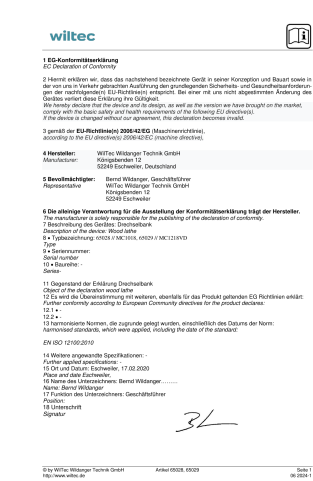 wiltec
1 EG-Konformitätserklärung
EC Declaration of Conformity
2 Hiermit erklären wir, dass das nachstehend bezeichnete Gerät in seiner Konzeption und Bauart sowie in
der von uns in Verkehr gebrachten Ausführung den grundlegenden Sicherheits- und Gesundheitsanforderun-
gen der nachfolgende(n) EU-Richtlinie(n) entspricht. Bei einer mit uns nicht abgestimmten Änderung des
Gerätes verliert diese Erklärung ihre Gültigkeit.
We hereby declare that the device and its design, as well as the version we have brought on the market,
comply with the basic safety and health requirements of the following EU directive(s).
If the device is changed without our agreement, this declaration becomes invalid.
3 gemäß der EU-Richtlinie(n) 2006/42/EG (Maschinenrichtlinie),
according to the EU directive(s) 2006/42/EC (machine directive),
4 Hersteller: WilTec Wildanger Technik GmbH
Manufacturer: Königsbenden 12
52249 Eschweiler, Deutschland
5 Bevollmächtigter: Bernd Wildanger, Geschäftsführer
Representative WilTec Wildanger Technik GmbH
Königsbenden 12
52249 Eschweiler
6 Die alleinige Verantwortung für die Ausstellung der Konformitätserklärung trägt der Hersteller.
The manufacturer is solely responsible for the publishing of the declaration of conformity.
7 Beschreibung des Gerätes: Drechselbank
Description of the device: Wood lathe
8 • Typbezeichnung: 65028 // MC1018, 65029 // MC1218VD
Type
9 • Seriennummer:
Serial number
10 • Baureihe: -
Series-
11 Gegenstand der Erklärung Drechselbank
Object of the declaration wood lathe
12 Es wird die Übereinstimmung mit weiteren, ebenfalls für das Produkt geltenden EG Richtlinien erklärt:
Further conformity according to European Community directives for the product declares:
12.1 • -
12.2 • -
13 harmonisierte Normen, die zugrunde gelegt wurden, einschließlich des Datums der Norm:
harmonised standards, which were applied, including the date of the standard:
EN ISO 12100:2010
14 Weitere angewandte Spezifikationen: -
Further applied specifications: -
15 Ort und Datum: Eschweiler, 17.02.2020
Place and date Eschweiler,
16 Name des Unterzeichners: Bernd Wildanger………
Name: Bernd Wildanger
17 Funktion des Unterzeichners: Geschäftsführer
Position:
18 Unterschrift
Signatur
© by WilTec Wildanger Technik GmbH Artikel 65028, 65029 Seite 1
http://www.wiltec.de 06 2024-1